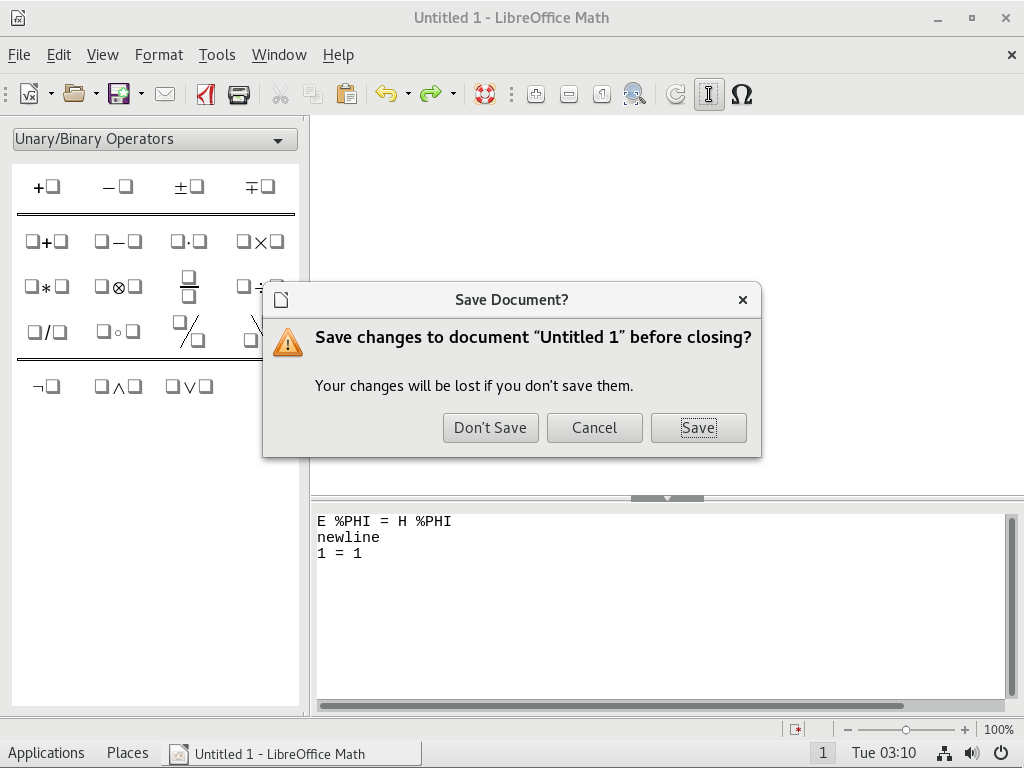 Untitled 1 - LibreOffice Math
File Edit View Format Tools Window Help
Unary/Binary Operators
+❏ −❏ ±❏ ∓❏
❏+❏ ❏−❏ ❏·❏ ❏×❏
❏∗❏ ❏⊗❏ ❏/❏ ❏÷❏
❏/❏ ❏∘❏ ❏/❏ ❏\
¬❏ ❏∧❏ ❏∨❏
Save Document?
Save changes to document “Untitled 1” before closing?
Your changes will be lost if you don’t save them.
Don’t Save Cancel Save
E %PHI = H %PHI
newline
1 = 1
100%
Applications Places Untitled 1 - LibreOffice Math 1 Tue 03:10